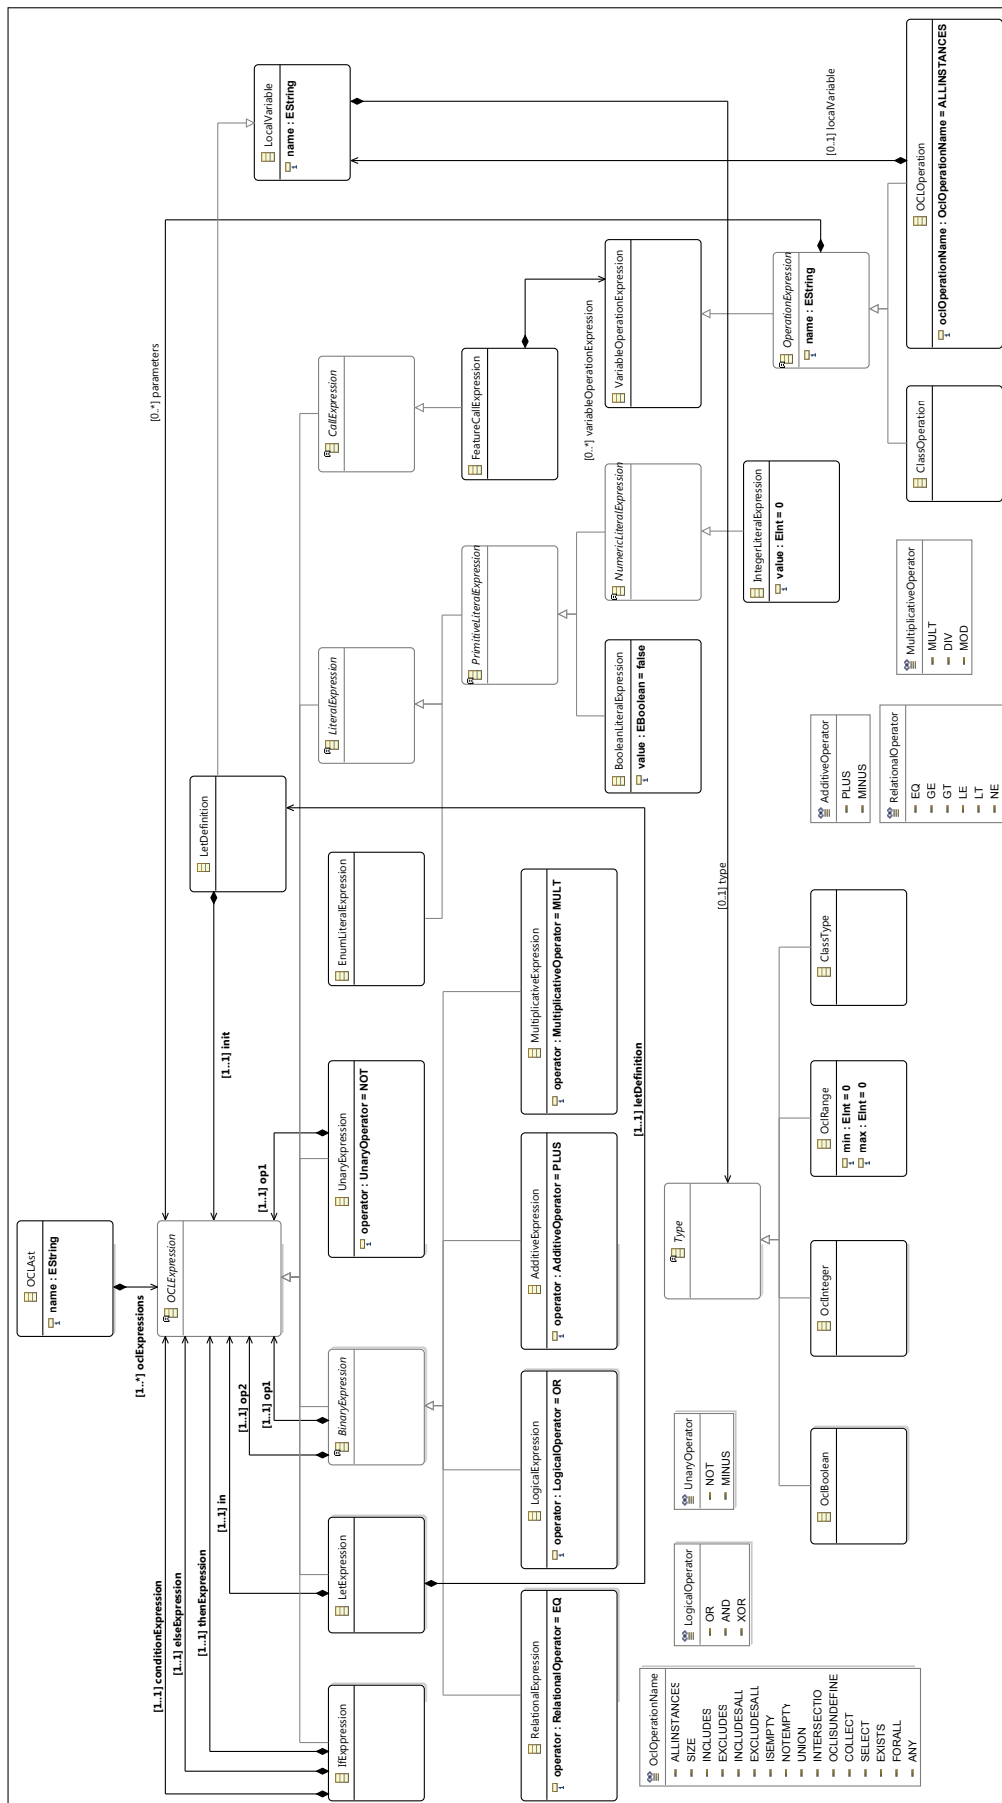 OCLAst
name : EString
[1..*] oclExpressions
OCLExpression
[1..1] conditionExpression
[1..1] elseExpression
[1..1] thenExpression
[1..1] in
[1..1] op2
[1..1] op1
[1..1] op1
[1..1] init
[0..*] parameters
LetDefinition
LocalVariable
name : EString
IfExppression
LetExpression
BinaryExpression
UnaryExpression
operator : UnaryOperator = NOT
EnumLiteralExpression
LiteralExpression
CallExpression
PrimitiveLiteralExpression
FeatureCallExpression
RelationalExpression
operator : RelationalOperator = EQ
LogicalExpression
operator : LogicalOperator = OR
AdditiveExpression
operator : AdditiveOperator = PLUS
MultiplicativeExpression
operator : MultiplicativeOperator = MULT
[1..1] letDefinition
[0..*] variableOperationExpression
BooleanLiteralExpression
value : EBoolean = false
NumericLiteralExpression
VariableOperationExpression
IntegerLiteralExpression
value : EInt = 0
OperationExpression
name : EString
[0..1] localVariable
[0..1] type
Type
OclBoolean
OclInteger
OclRange
min : EInt = 0
max : EInt = 0
ClassType
ClassOperation
OCLOperation
oclOperationName : OclOperationName = ALLINSTANCES
OclOperationName
ALLINSTANCES
SIZE
INCLUDES
EXCLUDES
INCLUDESALL
EXCLUDESALL
ISEMPTY
NOTEMPTY
UNION
INTERSECTIO
OCLISUNDEFINE
COLLECT
SELECT
EXISTS
FORALL
ANY
LogicalOperator
OR
AND
XOR
UnaryOperator
NOT
MINUS
AdditiveOperator
PLUS
MINUS
RelationalOperator
EQ
GE
GT
LE
LT
NE
MultiplicativeOperator
MULT
DIV
MOD